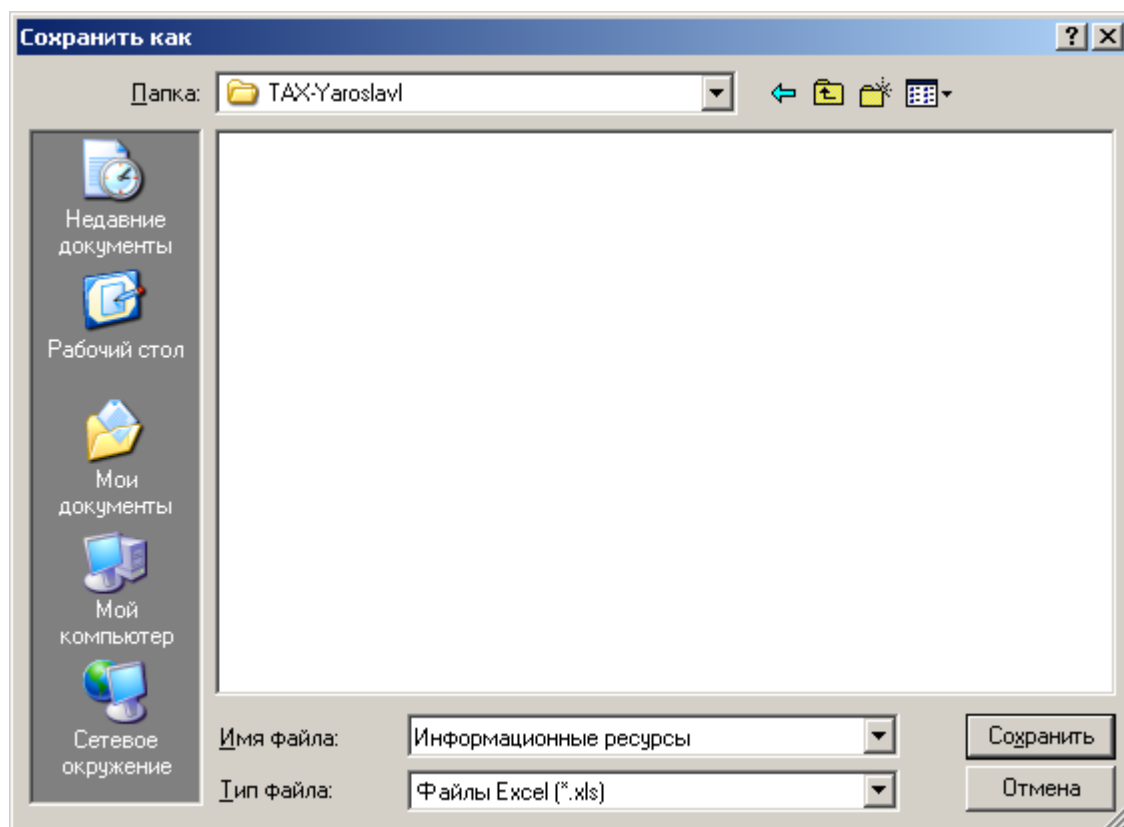 Сохранить как
Папка:
TAX-Yaroslavl
Недавние
документы
Рабочий стол
Мои
документы
Мой
компьютер
Сетевое
окружение
Имя файла:
Информационные ресурсы
Сохранить
Тип файла:
Файлы Excel (*.xls)
Отмена